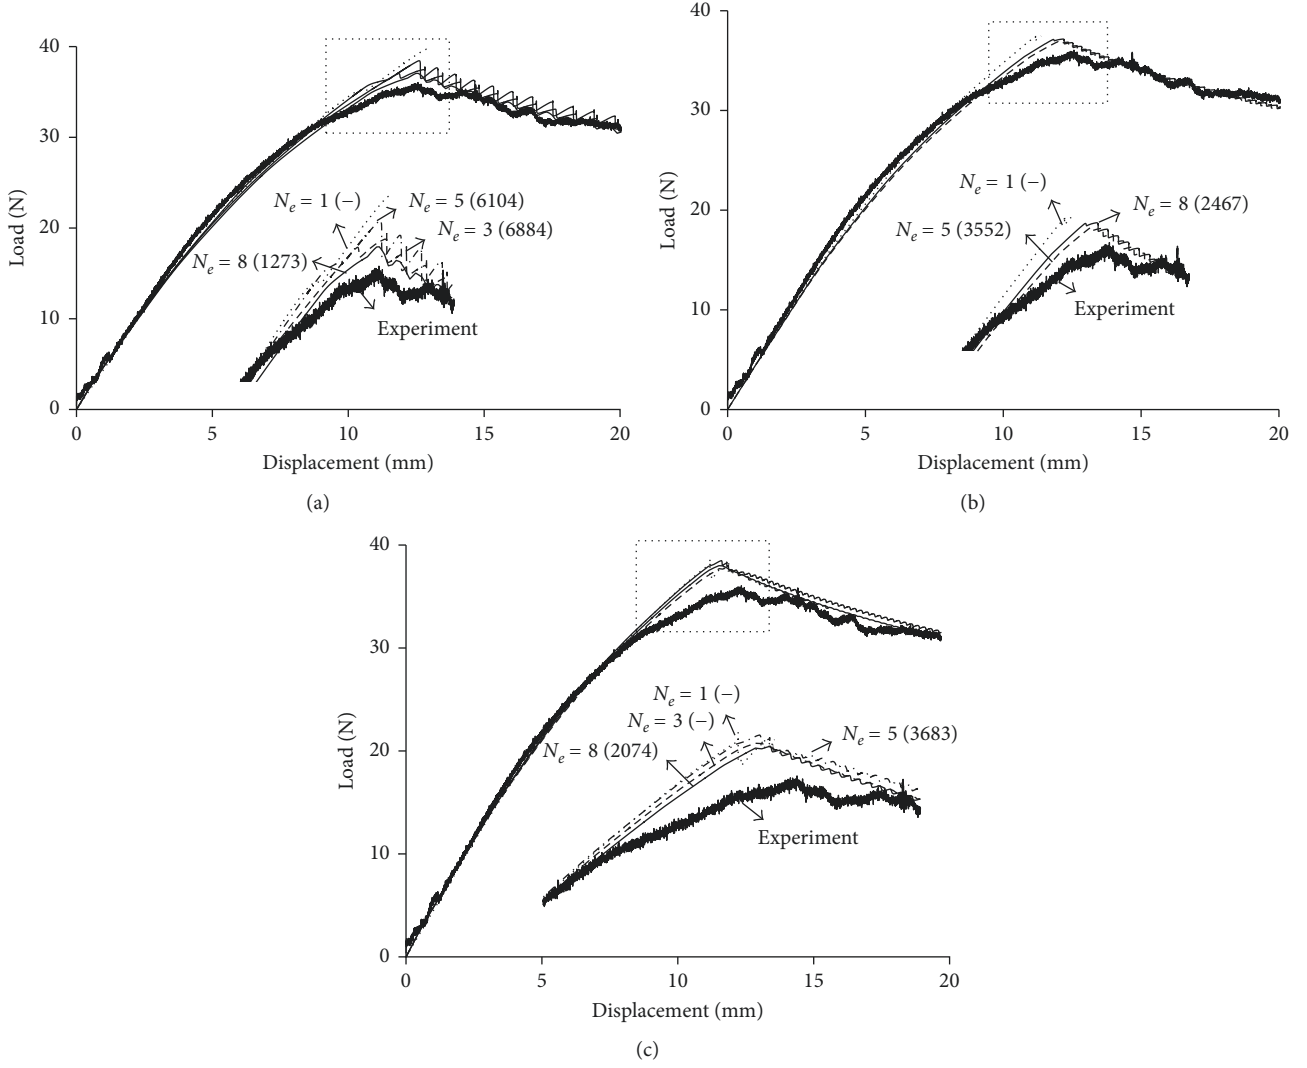 40
30
20
10
0
Load (N)
N_e = 1 (−)
N_e = 5 (6104)
N_e = 3 (6884)
N_e = 8 (1273)
Experiment
0 5 10 15 20
Displacement (mm)
(a)
40
30
20
10
0
Load (N)
N_e = 1 (−)
N_e = 8 (2467)
N_e = 5 (3552)
Experiment
0 5 10 15 20
Displacement (mm)
(b)
40
30
20
10
0
Load (N)
N_e = 1 (−)
N_e = 3 (−)
N_e = 5 (3683)
N_e = 8 (2074)
Experiment
0 5 10 15 20
Displacement (mm)
(c)